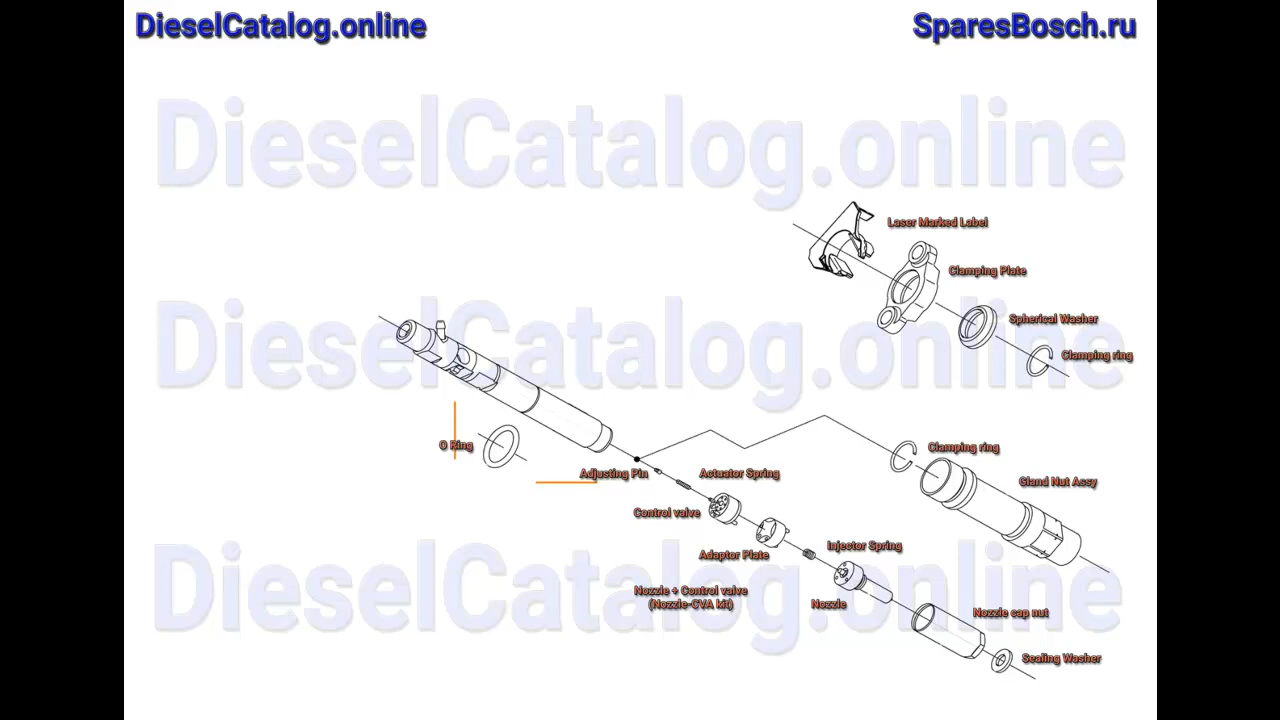 DieselCatalog.online
SparesBosch.ru
DieselCatalog.online
Laser Marked Label
Clamping Plate
Spherical Washer
Clamping ring
DieselCatalog.online
O Ring
Clamping ring
Adjusting Pin
Actuator Spring
Gland Nut Assy
Control valve
Injector Spring
Adaptor Plate
DieselCatalog.online
Nozzle + Control valve
(Nozzle-CVA kit)
Nozzle
Nozzle cap nut
Sealing Washer